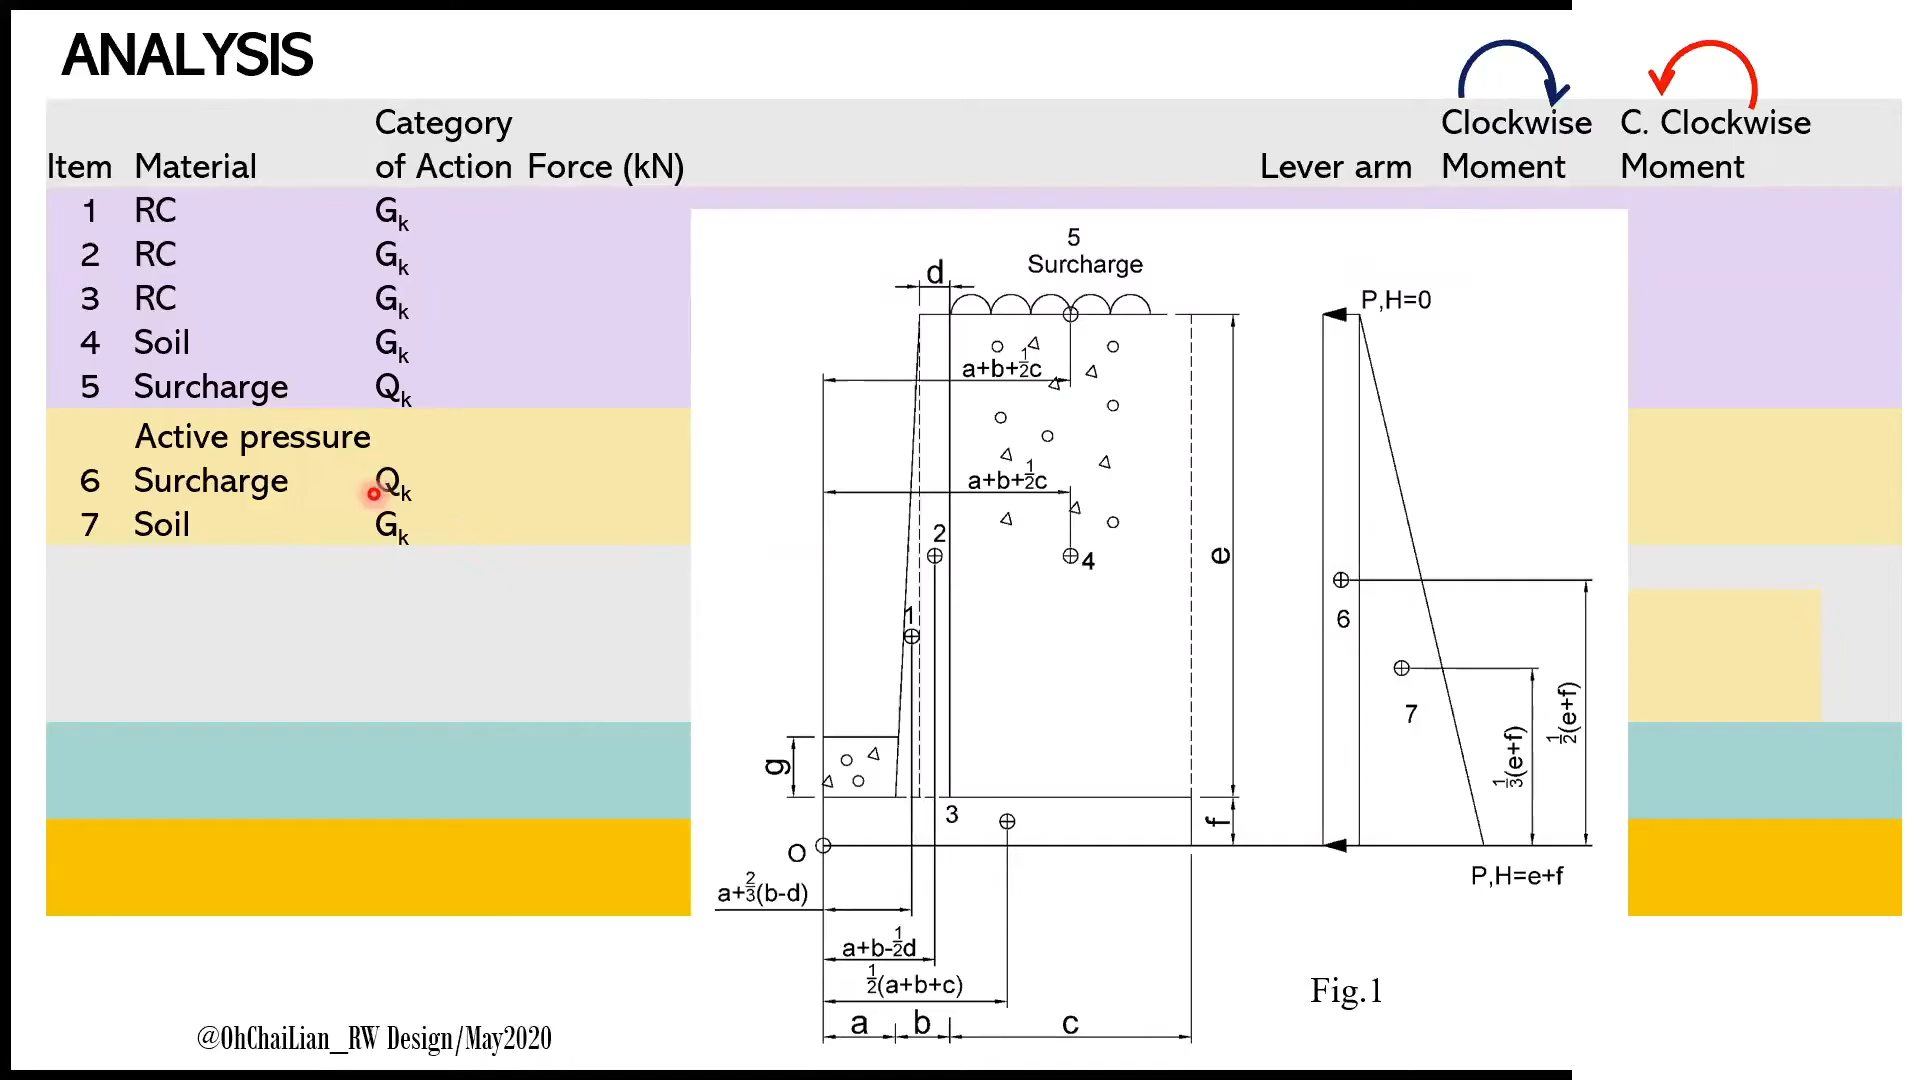 ANALYSIS
Category Clockwise C. Clockwise
Item Material of Action Force (kN) Lever arm Moment Moment
1 RC Gk
2 RC Gk
3 RC Gk
4 Soil Gk
5 Surcharge Qk
Active pressure
6 Surcharge Qk
7 Soil Gk
5
Surcharge
d
P,H=0
a+b+1/2c
a+b+1/2c
2
4
e
1
6
7
1/3(e+f)
1/2(e+f)
g
3
f
O
P,H=e+f
a+2/3(b-d)
a+b-1/2d
1/2(a+b+c)
a b c
Fig.1
@OhChaiLian_RW Design/May2020